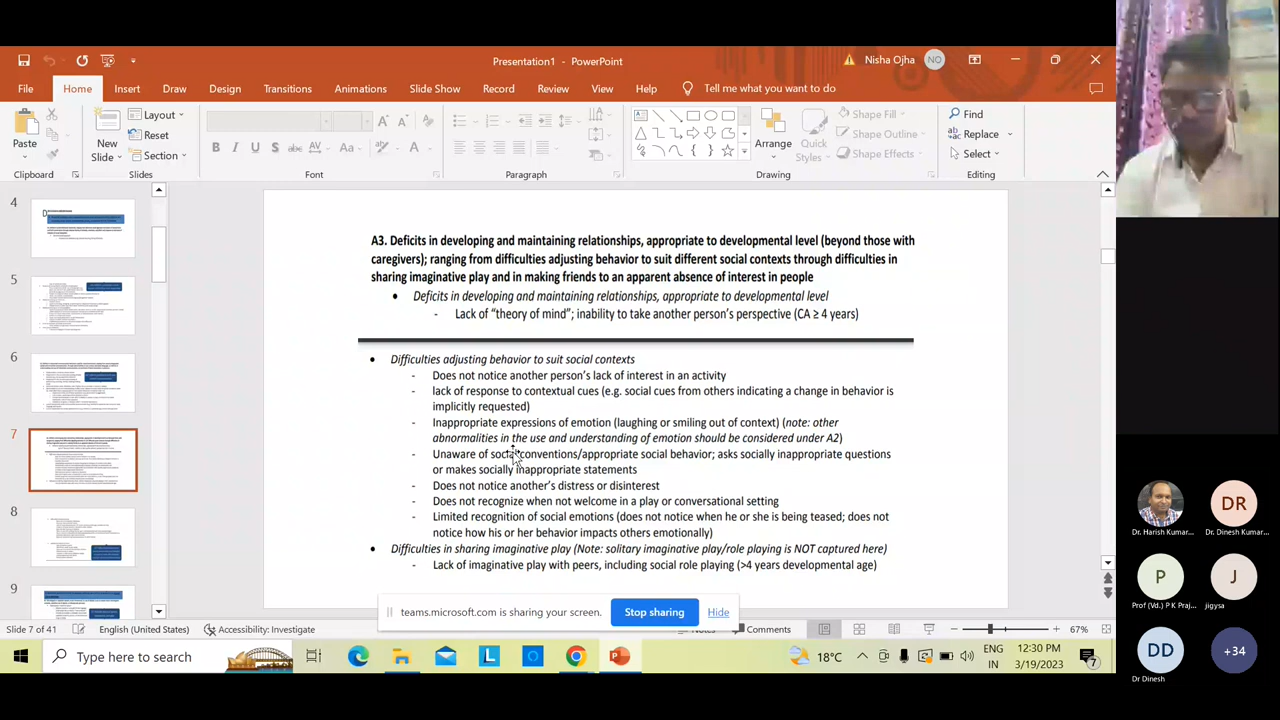 Presentation1 - PowerPoint
Nisha Ojha
NO
File
Home
Insert
Draw
Design
Transitions
Animations
Slide Show
Record
Review
View
Help
Tell me what you want to do
Paste
Clipboard
New
Slide
Layout
Reset
Section
Slides
Font
Paragraph
Arrange
Quick
Styles
Shape Fill
Shape Outline
Shape Effects
Drawing
Find
Replace
Select
Editing
4
5
6
7
8
9
A3. Deficits in developing and maintaining relationships, appropriate to developmental level (beyond those with
caregivers); ranging from difficulties adjusting behavior to suit different social contexts through difficulties in
sharing imaginative play and in making friends to an apparent absence of interest in people
• Deficits in developing and maintaining relationships, appropriate to developmental level
- Lack of “theory of mind”; inability to take another person’s perspective (CA ≥ 4 years)
• Difficulties adjusting behavior to suit social contexts
- Does not notice another person’s lack of interest in an activity
- lack of response to contextual cues (e.g. social cues from others indicating a change in behavior is
implicitly requested)
- Inappropriate expressions of emotion (laughing or smiling out of context) (note: other
abnormalities in the use and understanding of emotion should be considered under A2)
- Unaware of social conventions/appropriate social behavior; asks socially inappropriate questions
or makes socially inappropriate statements
- Does not notice another’s distress or disinterest
- Does not recognize when not welcome in a play or conversational setting
- Limited recognition of social emotions (does not notice when he or she is being teased; does not
notice how his or her behavior impacts others emotionally)
• Difficulties in sharing imaginative play (Note: solitary imaginative play/role playing is NOT captured here)
- Lack of imaginative play with peers, including social role playing (>4 years developmental age)
teams.microsoft.com is sharing your screen.
Stop sharing
Hide
Slide 7 of 41
English (United States)
Accessibility: Investigate
Notes
Comments
67%
Type here to search
18°C
ENG
IN
12:30 PM
3/19/2023
7
Dr. Harish Kumar...
DR
Dr. Dinesh Kumar...
P
Prof (Vd.) P K Praj...
J
jigysa
DD
Dr Dinesh
+34